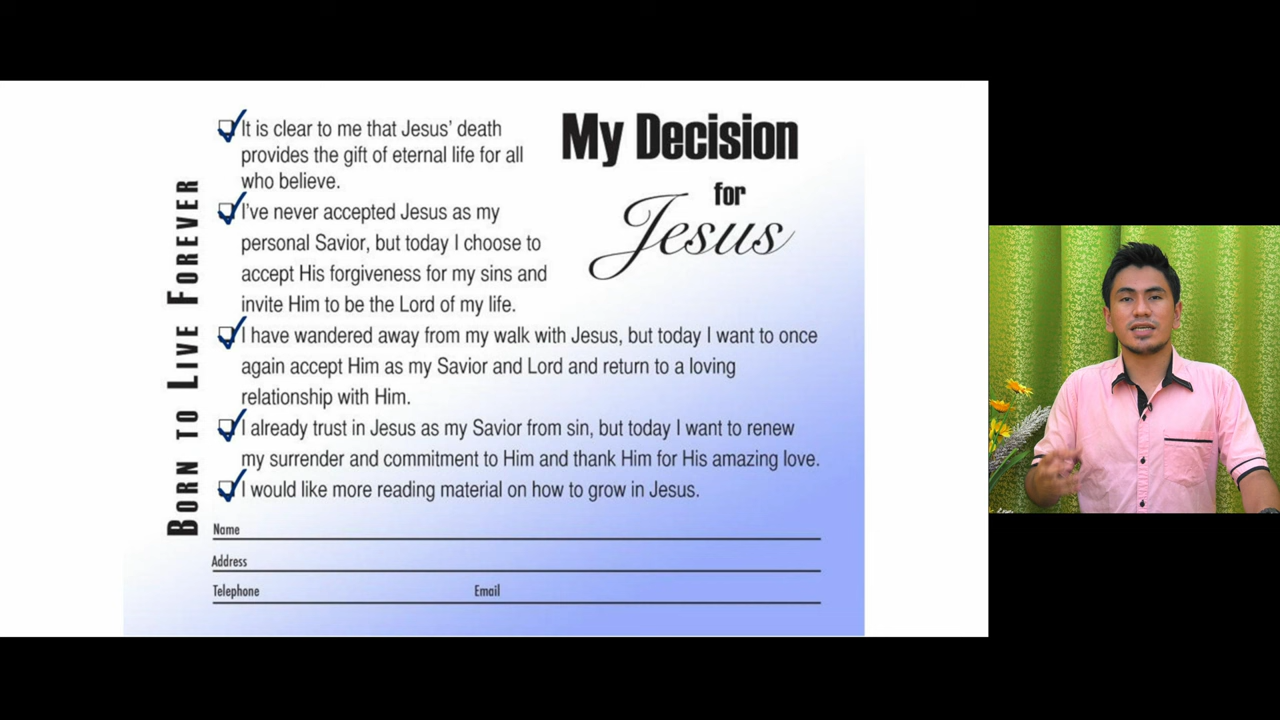 My Decision
for
Jesus
BORN TO LIVE FOREVER
It is clear to me that Jesus' death
provides the gift of eternal life for all
who believe.
I've never accepted Jesus as my
personal Savior, but today I choose to
accept His forgiveness for my sins and
invite Him to be the Lord of my life.
I have wandered away from my walk with Jesus, but today I want to once
again accept Him as my Savior and Lord and return to a loving
relationship with Him.
I already trust in Jesus as my Savior from sin, but today I want to renew
my surrender and commitment to Him and thank Him for His amazing love.
I would like more reading material on how to grow in Jesus.
Name
Address
Telephone Email